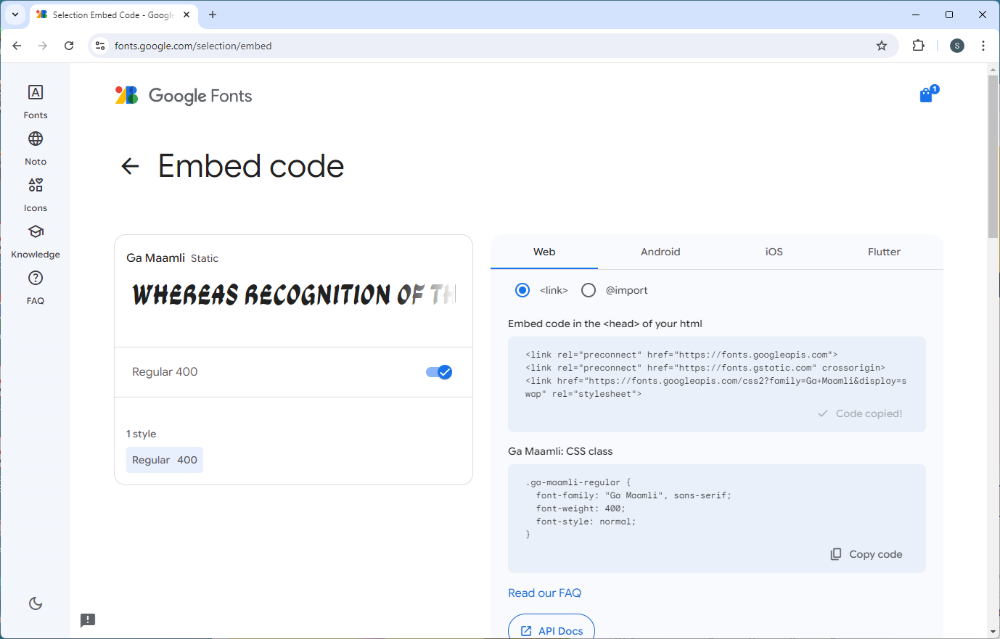 Selection Embed Code - Google
fonts.google.com/selection/embed
S
Fonts
Noto
Icons
Knowledge
FAQ
Google Fonts
1
Embed code
Ga Maamli Static
WHEREAS RECOGNITION OF TH
Regular 400
1 style
Regular 400
Web
Android
iOS
Flutter
<link>
@import
Embed code in the <head> of your html
<link rel="preconnect" href="https://fonts.googleapis.com">
<link rel="preconnect" href="https://fonts.gstatic.com" crossorigin>
<link href="https://fonts.googleapis.com/css2?family=Ga+Maamli&display=s
wap" rel="stylesheet">
Code copied!
Ga Maamli: CSS class
.ga-maamli-regular {
font-family: "Ga Maamli", sans-serif;
font-weight: 400;
font-style: normal;
}
Copy code
Read our FAQ
API Docs